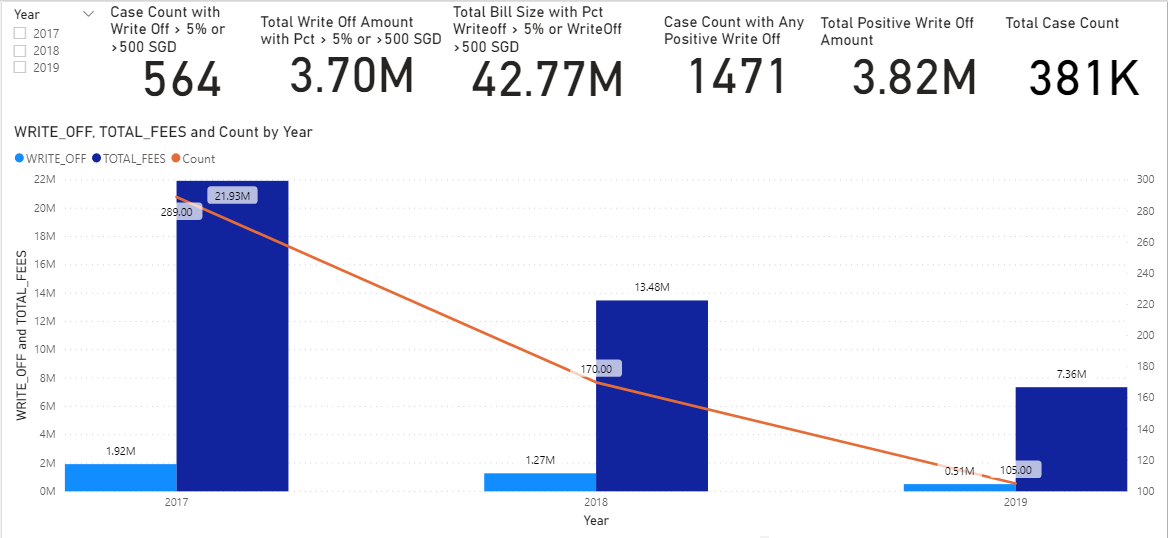 Year
2017
2018
2019
Case Count with
Write Off > 5% or
>500 SGD
564
Total Write Off Amount
with Pct > 5% or >500 SGD
3.70M
Total Bill Size with Pct
Writeoff > 5% or WriteOff
>500 SGD
42.77M
Case Count with Any
Positive Write Off
1471
Total Positive Write Off
Amount
3.82M
Total Case Count
381K
WRITE_OFF, TOTAL_FEES and Count by Year
WRITE_OFF TOTAL_FEES Count
WRITE_OFF and TOTAL_FEES
22M
20M
18M
16M
14M
12M
10M
8M
6M
4M
2M
0M
300
280
260
240
220
200
180
160
140
120
100
21.93M
289.00
13.48M
170.00
7.36M
1.92M
1.27M
0.51M
105.00
2017
2018
2019
Year